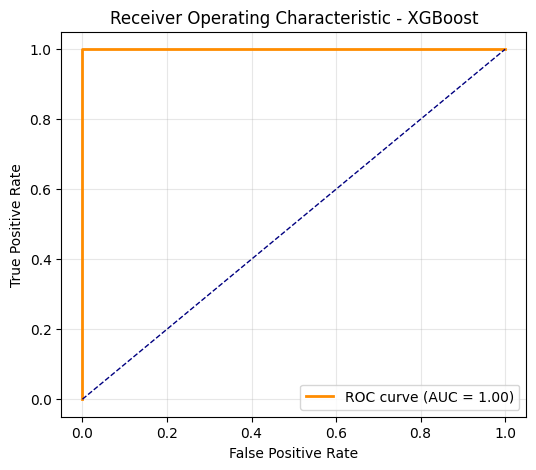 Receiver Operating Characteristic - XGBoost
True Positive Rate
1.0
0.8
0.6
0.4
0.2
0.0
0.0 0.2 0.4 0.6 0.8 1.0
False Positive Rate
ROC curve (AUC = 1.00)